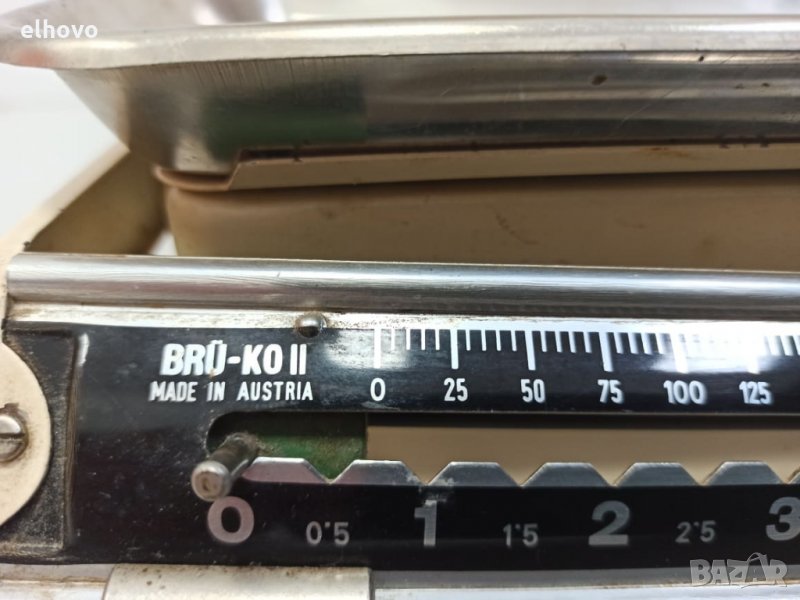 elhovo
BRÜ-KO II
MADE IN AUSTRIA
0 25 50 75 100 125
0 0.5 1 1.5 2 2.5 3
BAZAR